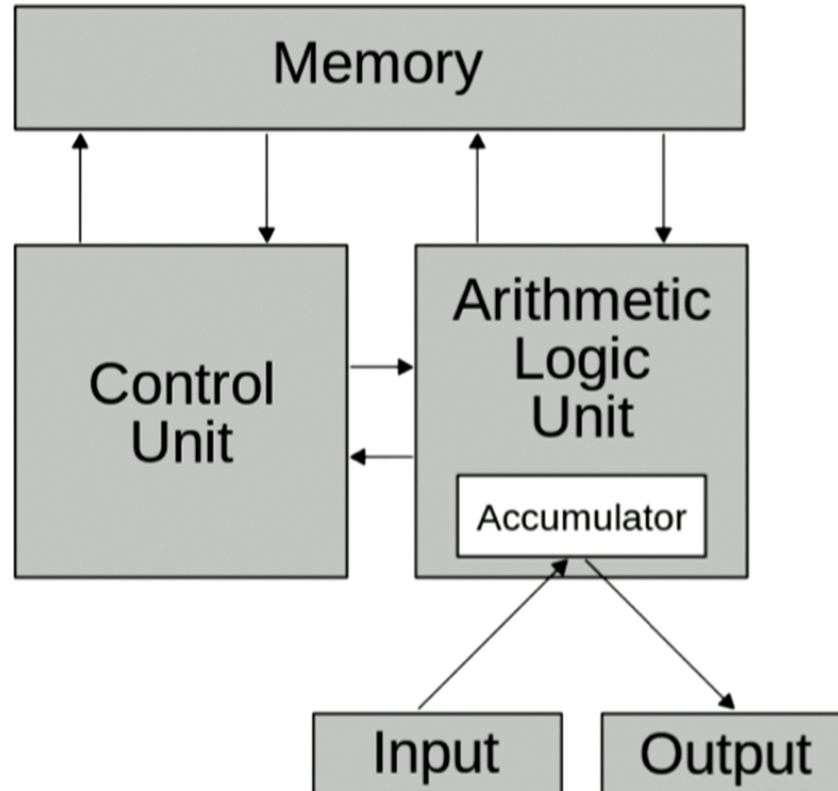 Memory
Control
Unit
Arithmetic
Logic
Unit
Accumulator
Input
Output